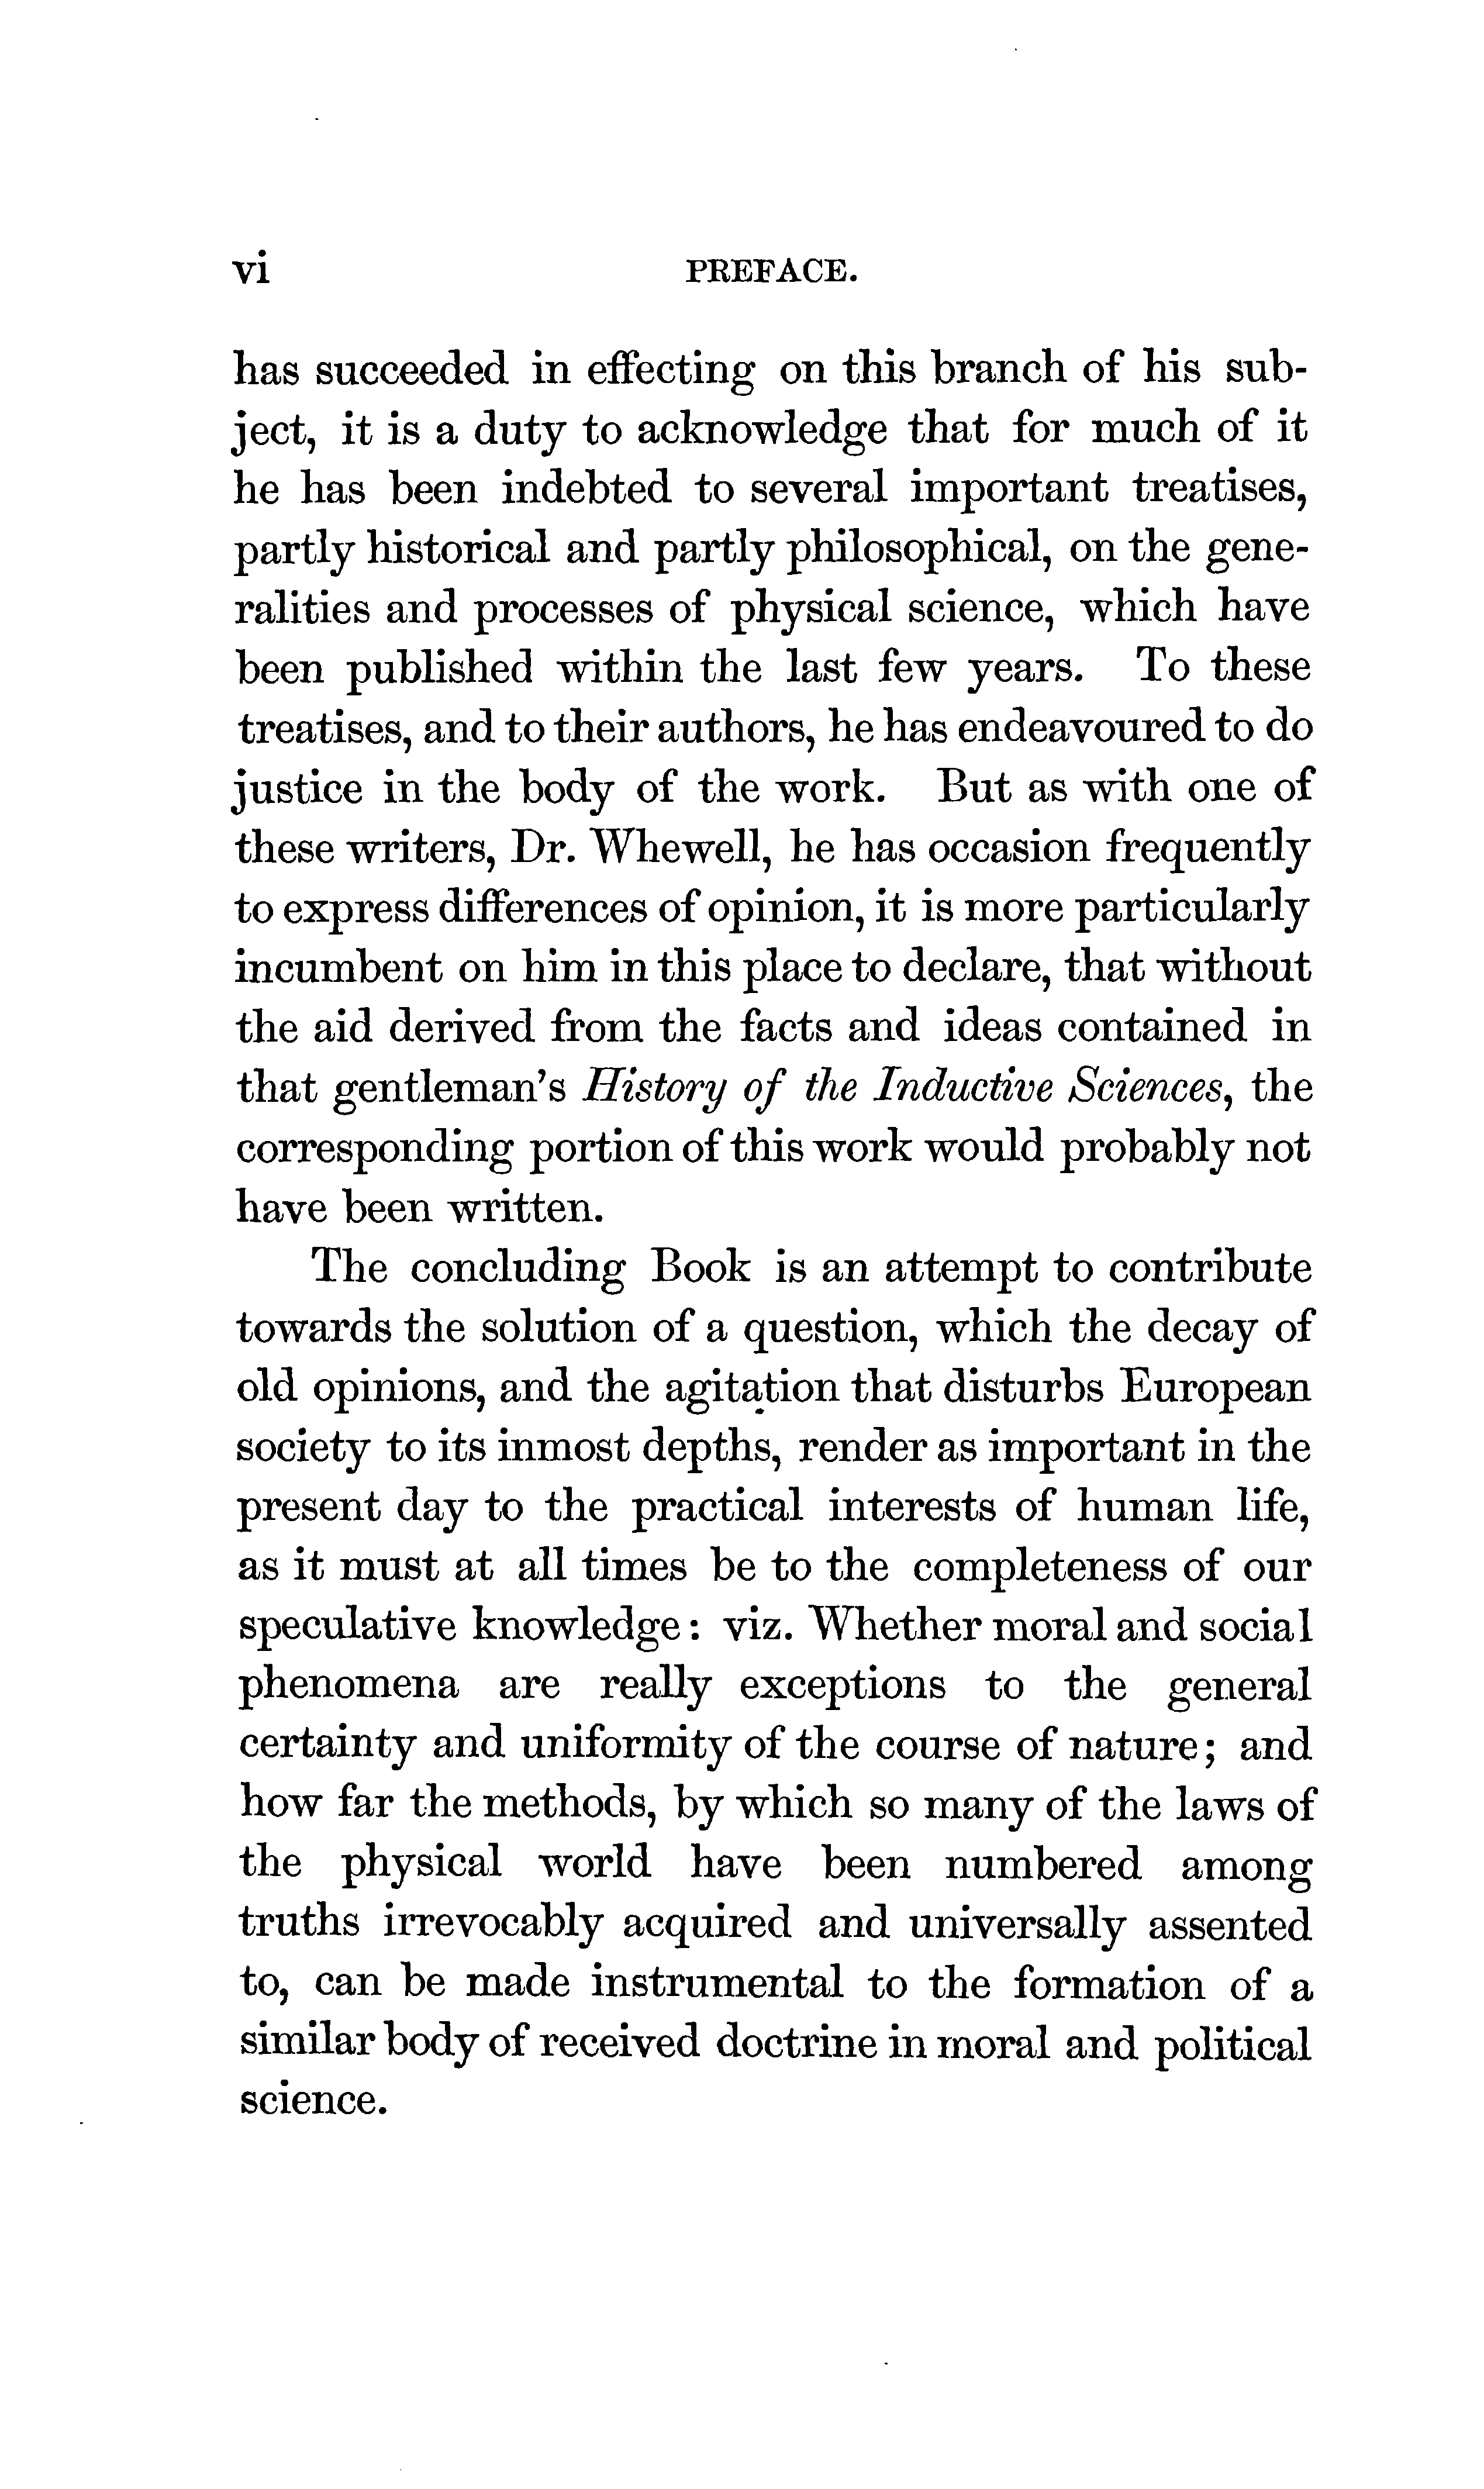 vi PREFACE.
has succeeded in effecting on this branch of his sub-
ject, it is a duty to acknowledge that for much of it
he has been indebted to several important treatises,
partly historical and partly philosophical, on the gene-
ralities and processes of physical science, which have
been published within the last few years. To these
treatises, and to their authors, he has endeavoured to do
justice in the body of the work. But as with one of
these writers, Dr. Whewell, he has occasion frequently
to express differences of opinion, it is more particularly
incumbent on him in this place to declare, that without
the aid derived from the facts and ideas contained in
that gentleman's History of the Inductive Sciences, the
corresponding portion of this work would probably not
have been written.
The concluding Book is an attempt to contribute
towards the solution of a question, which the decay of
old opinions, and the agitation that disturbs European
society to its inmost depths, render as important in the
present day to the practical interests of human life,
as it must at all times be to the completeness of our
speculative knowledge: viz. Whether moral and social
phenomena are really exceptions to the general
certainty and uniformity of the course of nature; and
how far the methods, by which so many of the laws of
the physical world have been numbered among
truths irrevocably acquired and universally assented
to, can be made instrumental to the formation of a
similar body of received doctrine in moral and political
science.